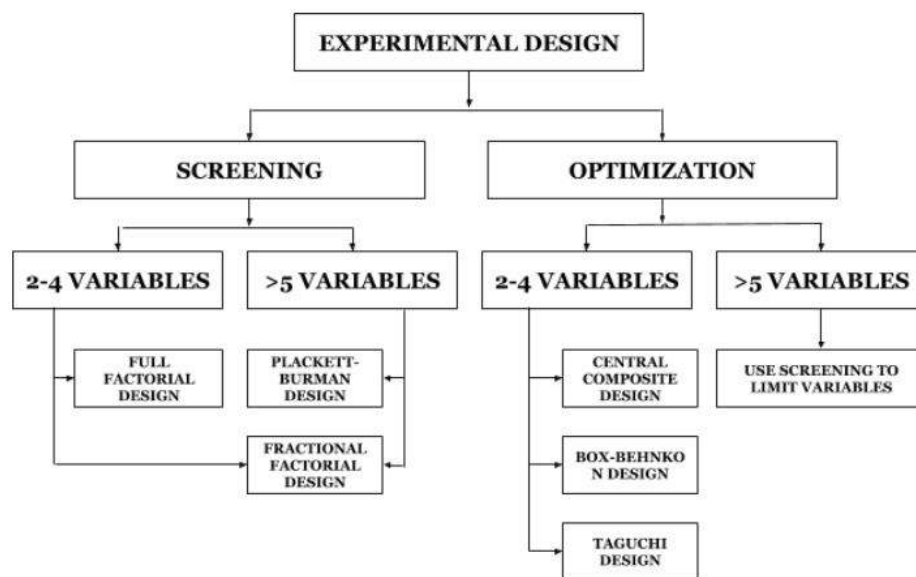 EXPERIMENTAL DESIGN
SCREENING
OPTIMIZATION
2-4 VARIABLES
>5 VARIABLES
2-4 VARIABLES
>5 VARIABLES
FULL
FACTORIAL
DESIGN
PLACKETT-
BURMAN
DESIGN
CENTRAL
COMPOSITE
DESIGN
USE SCREENING TO
LIMIT VARIABLES
FRACTIONAL
FACTORIAL
DESIGN
BOX-BEHNKO
N DESIGN
TAGUCHI
DESIGN